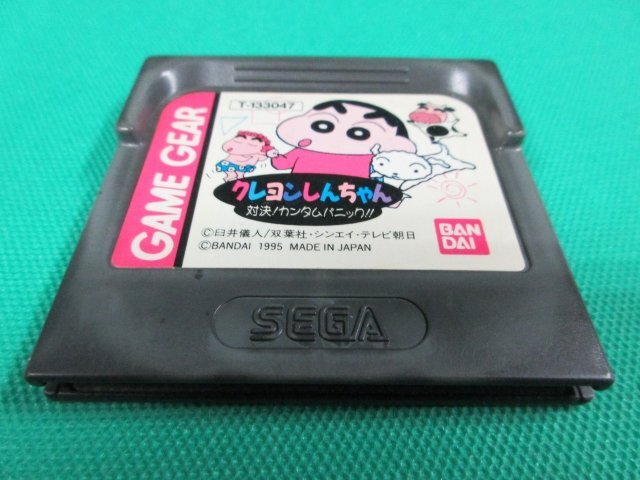 T-133047
GAME GEAR
クレヨンしんちゃん
対決!カンタムパニック!!
©臼井儀人/双葉社・シンエイ・テレビ朝日
©BANDAI 1995 MADE IN JAPAN
BAN
DAI
SEGA